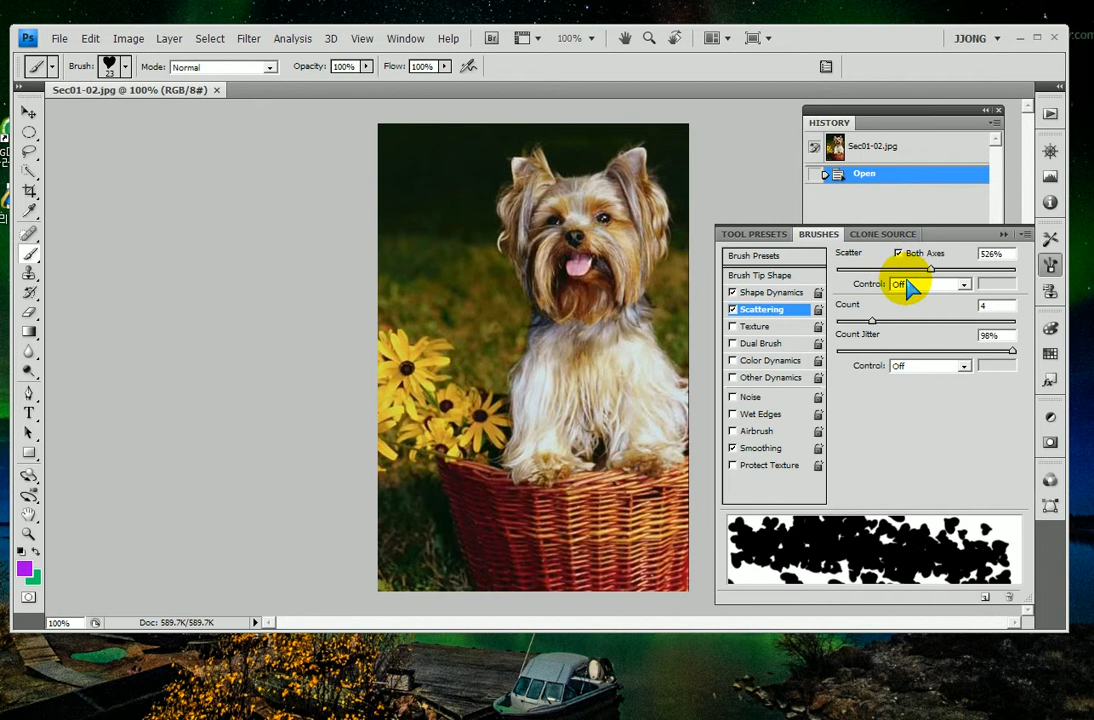 Ps File Edit Image Layer Select Filter Analysis 3D View Window Help Br 100% JJONG
Brush: 23 Mode: Normal Opacity: 100% Flow: 100%
Sec01-02.jpg @ 100% (RGB/8#) ×
HISTORY
Sec01-02.jpg
Open
TOOL PRESETS BRUSHES CLONE SOURCE
Brush Presets
Brush Tip Shape
Shape Dynamics
Scattering
Texture
Dual Brush
Color Dynamics
Other Dynamics
Noise
Wet Edges
Airbrush
Smoothing
Protect Texture
Scatter Both Axes 526%
Control: Off
Count 4
Count Jitter 98%
Control: Off
100% Doc: 589.7K/589.7K